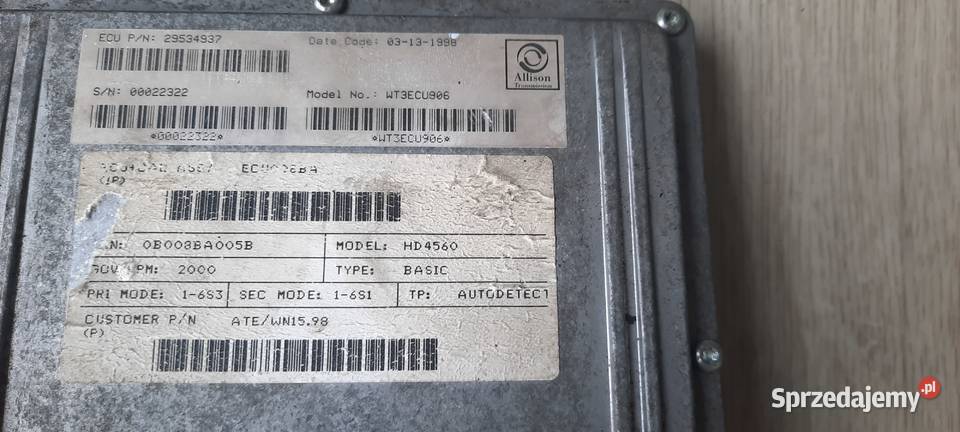 ECU P/N: 29534937
Date Code: 03-13-1998
Allison
Transmission
S/N: 00022322
Model No.: WT3ECU906
*00022322*
*WT3ECU906*
(1P)
0B008BA005B
MODEL: HD4560
2000
TYPE: BASIC
PRI MODE: 1-6S3
SEC MODE: 1-6S1
TP: AUTODETECT
CUSTOMER P/N ATE/WN15.98
(P)
Sprzedajemy.pl